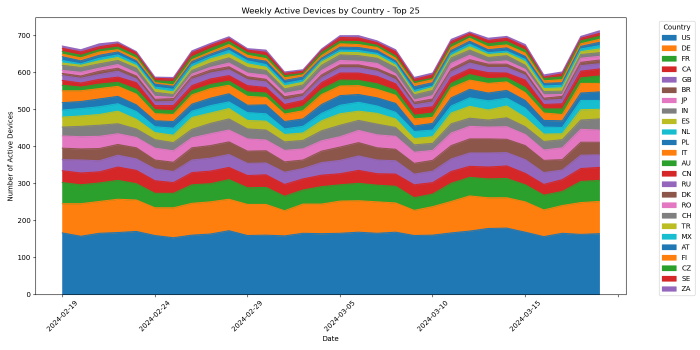 Weekly Active Devices by Country - Top 25
Number of Active Devices
700
600
500
400
300
200
100
0
2024-02-19
2024-02-24
2024-02-29
2024-03-05
2024-03-10
2024-03-15
Date
Country
US
DE
FR
CA
GB
BR
JP
IN
ES
NL
PL
IT
AU
CN
RU
DK
RO
CH
TR
MX
AT
FI
CZ
SE
ZA